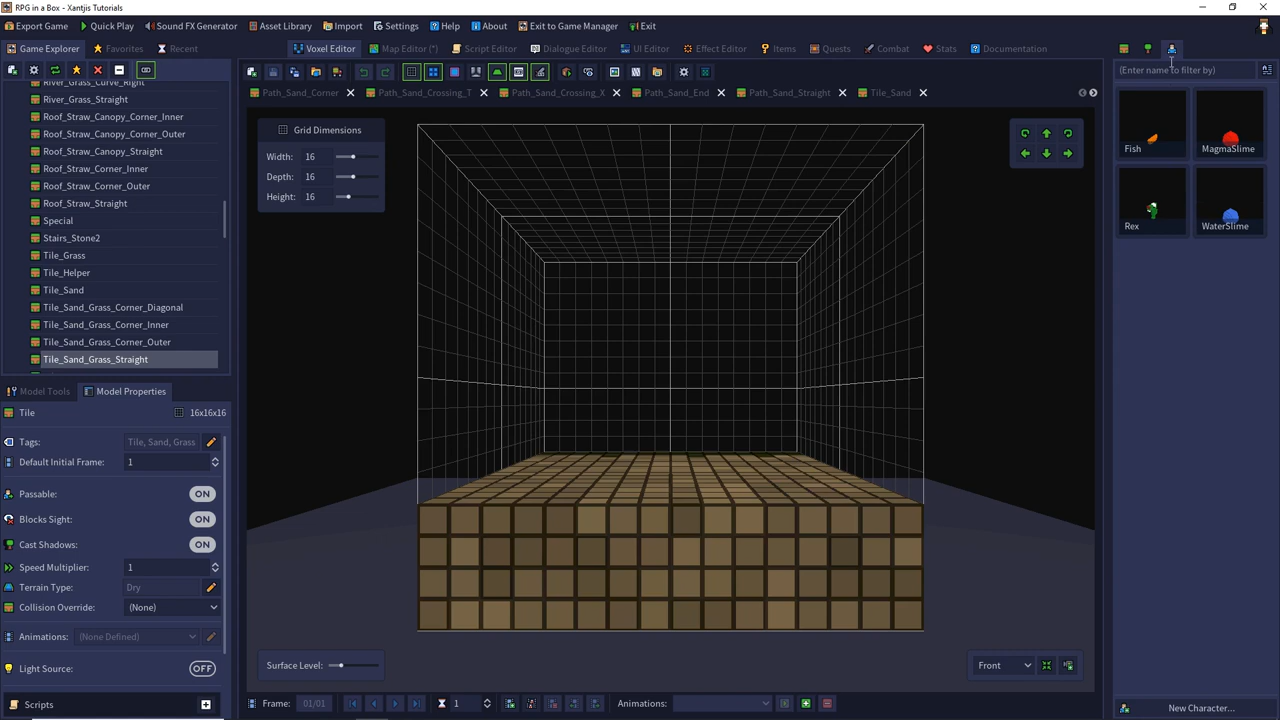 RPG in a Box - Xantjis Tutorials
Export Game
Quick Play
Sound FX Generator
Asset Library
Import
Settings
Help
About
Exit to Game Manager
Exit
Game Explorer
Favorites
Recent
Voxel Editor
Map Editor (*)
Script Editor
Dialogue Editor
UI Editor
Effect Editor
Items
Quests
Combat
Stats
Documentation
(Enter name to filter by)
Path_Sand_Corner
Path_Sand_Crossing_T
Path_Sand_Crossing_X
Path_Sand_End
Path_Sand_Straight
Tile_Sand
River_Grass_Curve_Right
River_Grass_Straight
Roof_Straw_Canopy_Corner_Inner
Roof_Straw_Canopy_Corner_Outer
Roof_Straw_Canopy_Straight
Roof_Straw_Corner_Inner
Roof_Straw_Corner_Outer
Roof_Straw_Straight
Special
Stairs_Stone2
Tile_Grass
Tile_Helper
Tile_Sand
Tile_Sand_Grass_Corner_Diagonal
Tile_Sand_Grass_Corner_Inner
Tile_Sand_Grass_Corner_Outer
Tile_Sand_Grass_Straight
Grid Dimensions
Width: 16
Depth: 16
Height: 16
Fish
MagmaSlime
Rex
WaterSlime
Model Tools
Model Properties
Tile
16x16x16
Tags: Tile, Sand, Grass
Default Initial Frame: 1
Passable: ON
Blocks Sight: ON
Cast Shadows: ON
Speed Multiplier: 1
Terrain Type: Dry
Collision Override: (None)
Animations: (None Defined)
Light Source: OFF
Scripts
Surface Level:
Front
Frame: 01/01
1
Animations:
New Character...